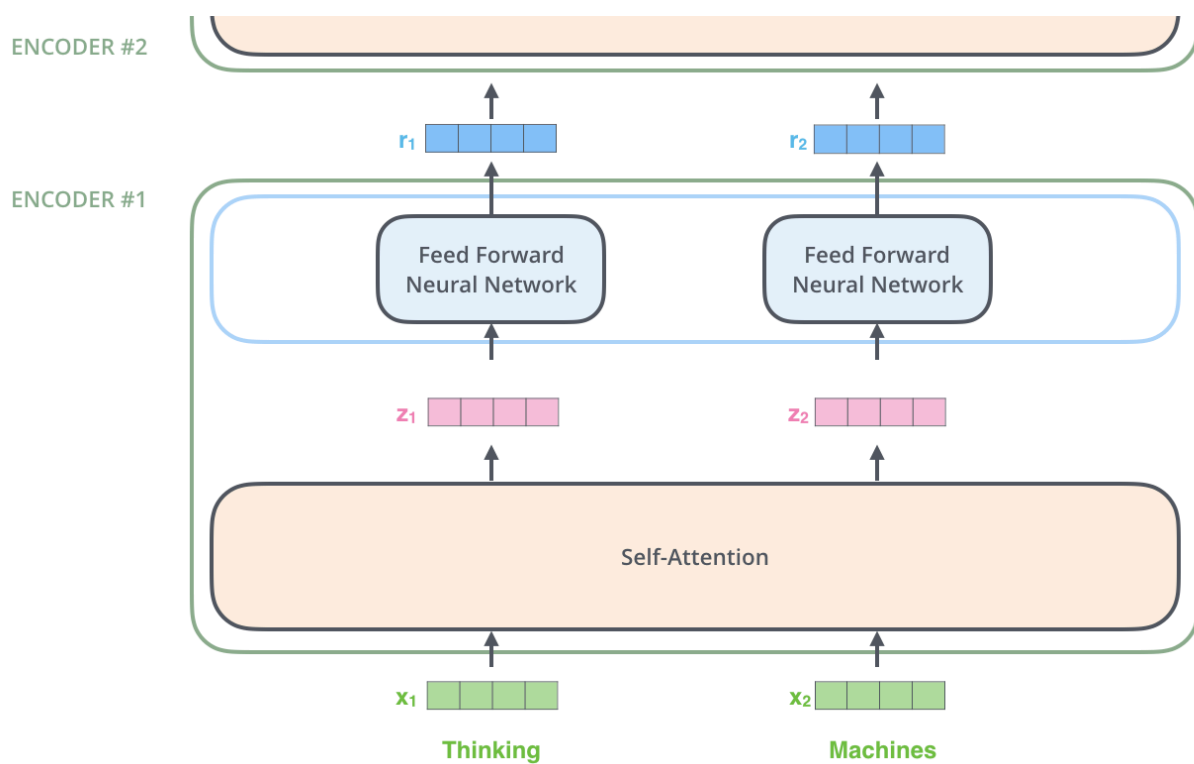 ENCODER #2
r₁
r₂
ENCODER #1
Feed Forward
Neural Network
Feed Forward
Neural Network
z₁
z₂
Self-Attention
x₁
x₂
Thinking
Machines